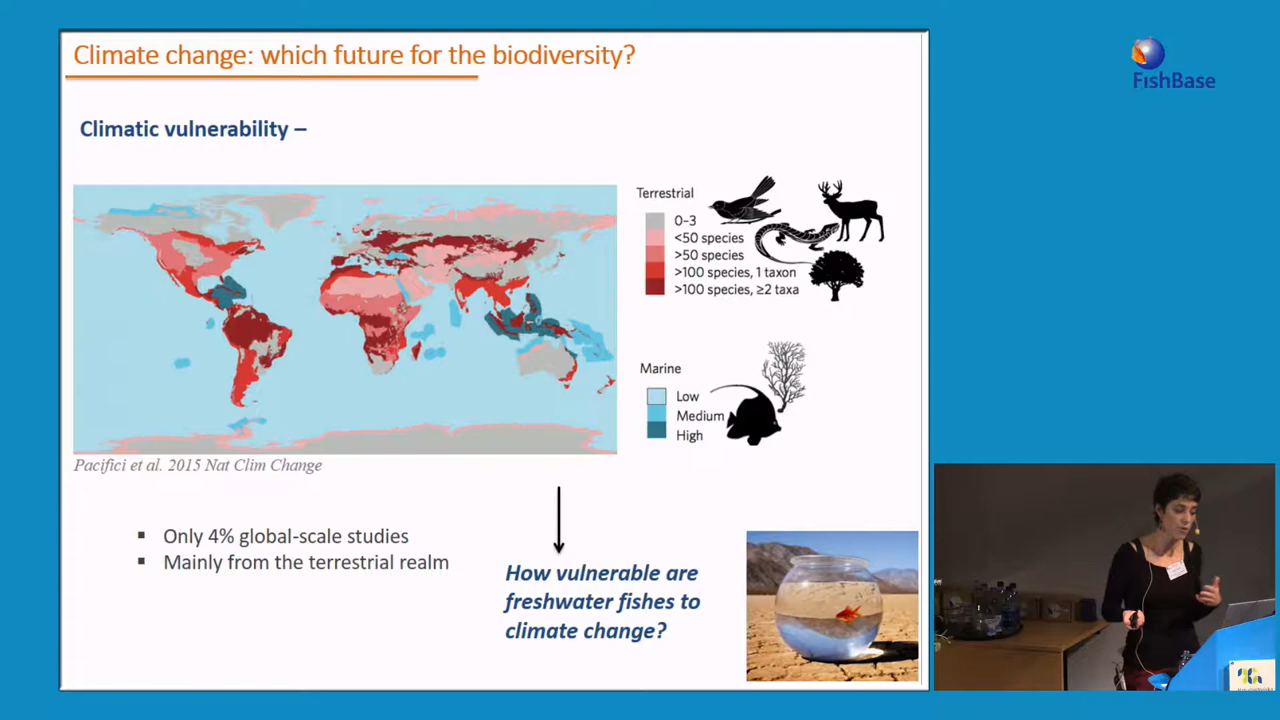 Climate change: which future for the biodiversity?
FishBase
Climatic vulnerability –
Terrestrial
0–3
<50 species
>50 species
>100 species, 1 taxon
>100 species, ≥2 taxa
Marine
Low
Medium
High
Pacifici et al. 2015 Nat Clim Change
▪ Only 4% global-scale studies
▪ Mainly from the terrestrial realm
How vulnerable are
freshwater fishes to
climate change?